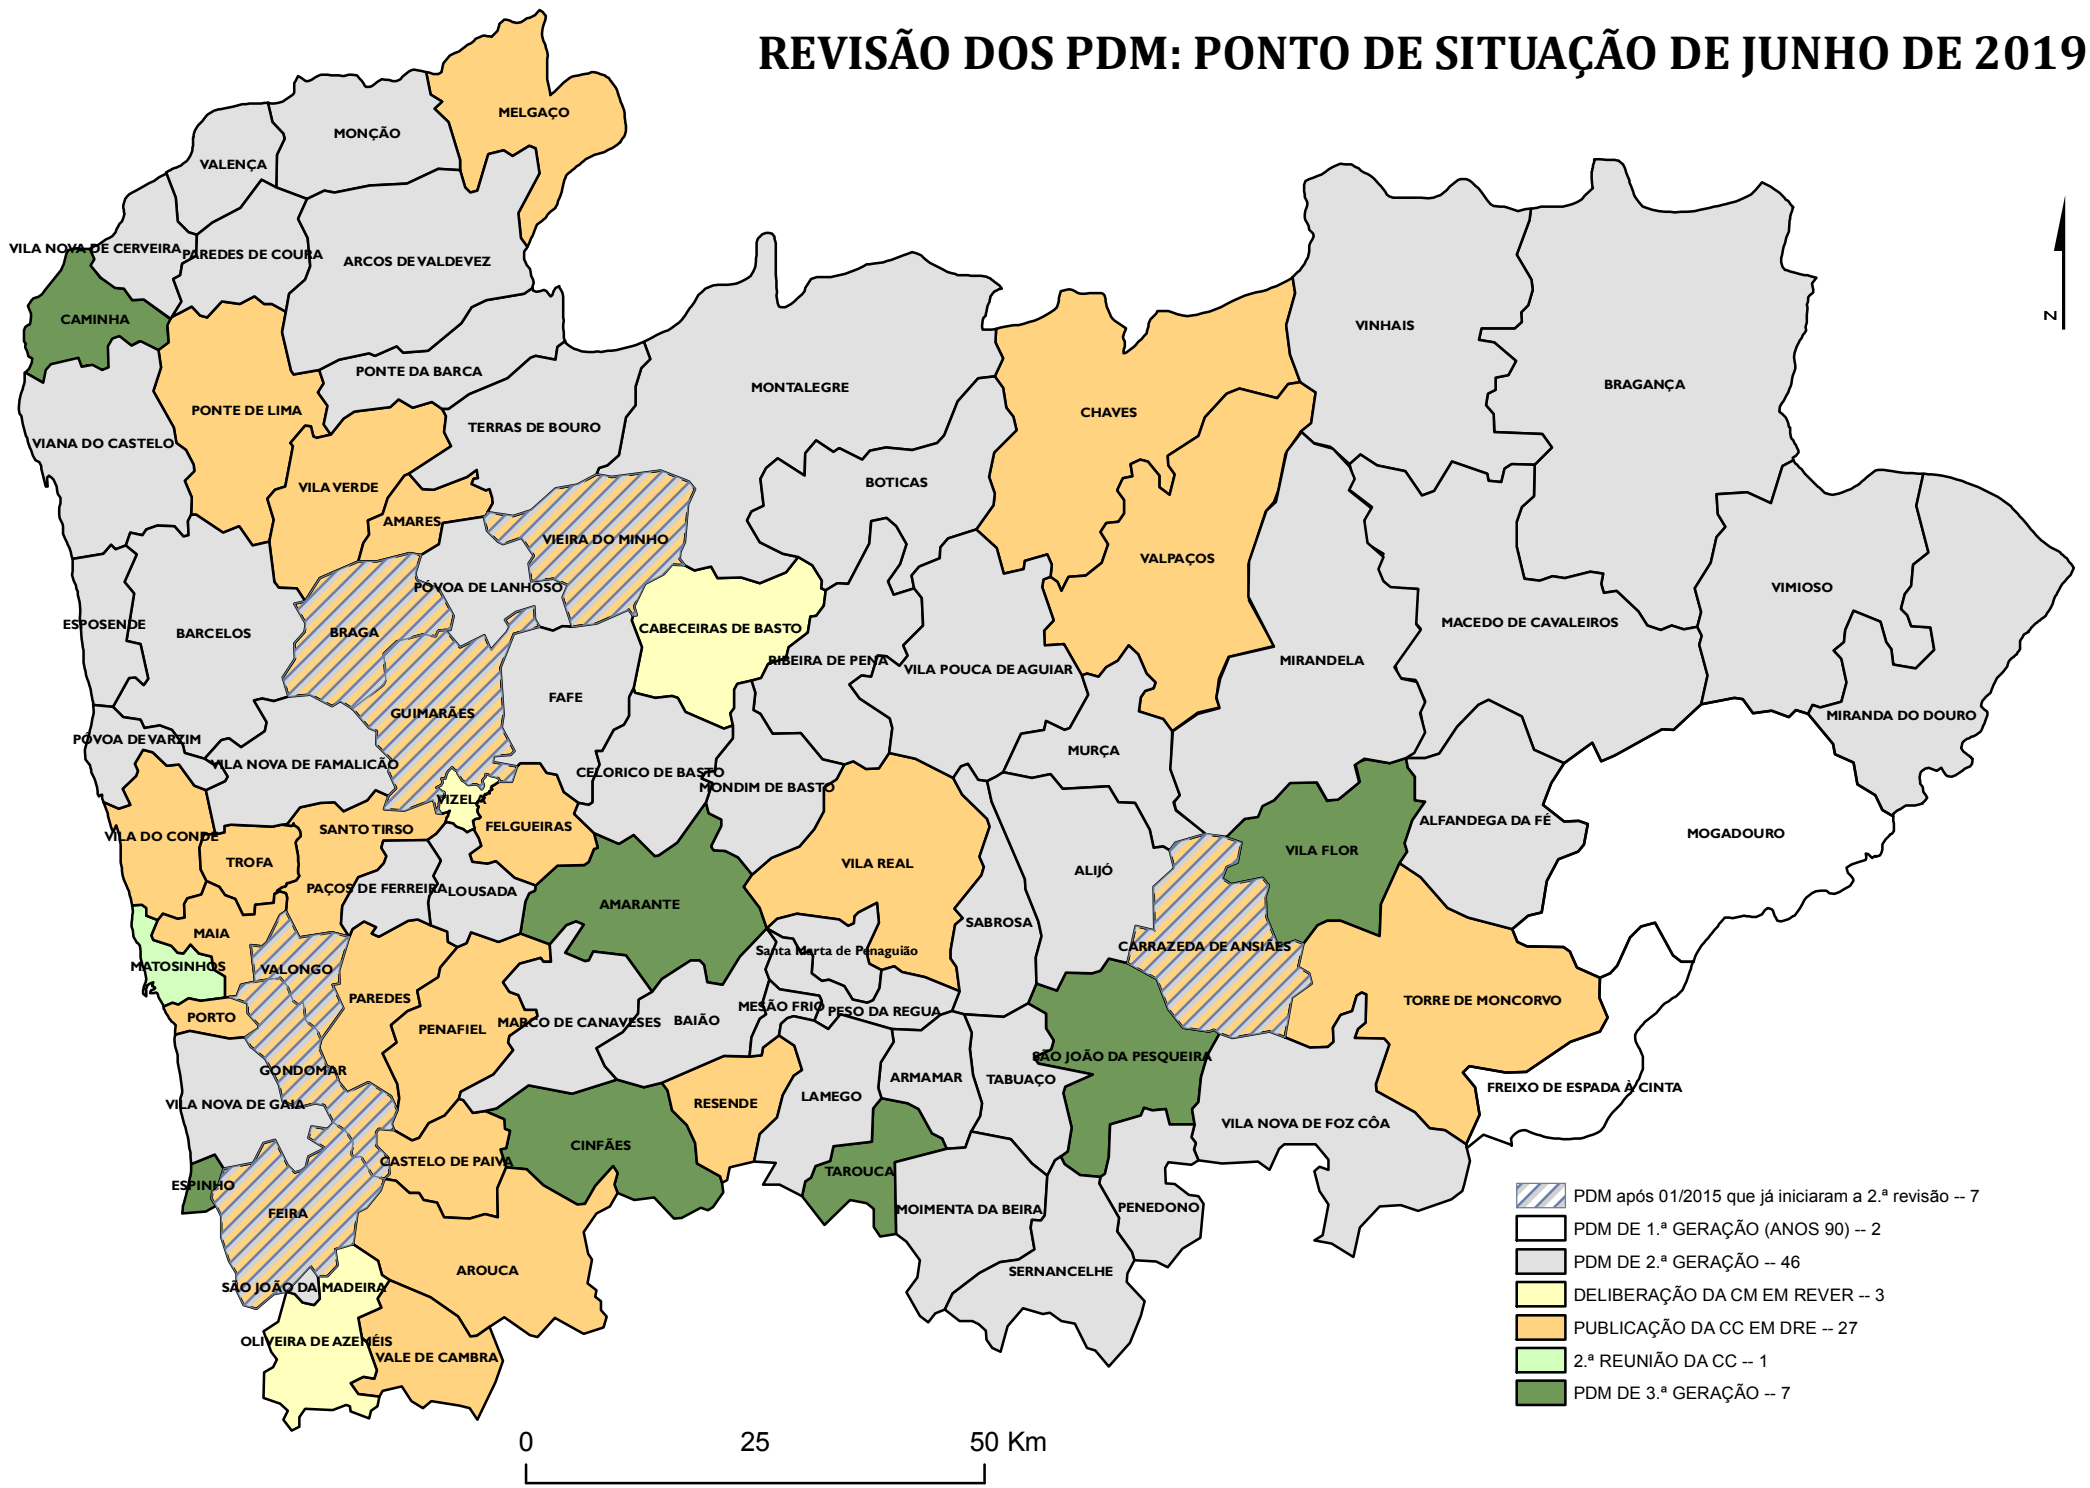 REVISÃO DOS PDM: PONTO DE SITUAÇÃO DE JUNHO DE 2019
MELGAÇO
MONÇÃO
VALENÇA
VILA NOVA DE CERVEIRA
PAREDES DE COURA
ARCOS DE VALDEVEZ
CAMINHA
N
VINHAIS
PONTE DA BARCA
BRAGANÇA
MONTALEGRE
PONTE DE LIMA
CHAVES
TERRAS DE BOURO
VIANA DO CASTELO
BOTICAS
VILA VERDE
AMARES
VIEIRA DO MINHO
VALPAÇOS
PÓVOA DE LANHOSO
VIMIOSO
ESPOSENDE
BARCELOS
BRAGA
CABECEIRAS DE BASTO
MACEDO DE CAVALEIROS
RIBEIRA DE PENA
VILA POUCA DE AGUIAR
MIRANDELA
FAFE
GUIMARÃES
MIRANDA DO DOURO
PÓVOA DE VARZIM
MURÇA
VILA NOVA DE FAMALICÃO
CELORICO DE BASTO
MONDIM DE BASTO
VIZELA
SANTO TIRSO
FELGUEIRAS
VILA DO CONDE
ALFANDEGA DA FÉ
MOGADOURO
TROFA
VILA REAL
VILA FLOR
ALIJÓ
PAÇOS DE FERREIRA
LOUSADA
AMARANTE
SABROSA
MAIA
CARRAZEDA DE ANSIÃES
Santa Marta de Penaguião
MATOSINHOS
VALONGO
PAREDES
TORRE DE MONCORVO
MESÃO FRIO
PESO DA REGUA
PORTO
PENAFIEL
MARCO DE CANAVESES
BAIÃO
SÃO JOÃO DA PESQUEIRA
GONDOMAR
ARMAMAR
TABUAÇO
FREIXO DE ESPADA À CINTA
LAMEGO
RESENDE
VILA NOVA DE GAIA
VILA NOVA DE FOZ CÔA
CINFÃES
CASTELO DE PAIVA
TAROUCA
ESPINHO
FEIRA
MOIMENTA DA BEIRA
PENEDONO
AROUCA
SERNANCELHE
SÃO JOÃO DA MADEIRA
OLIVEIRA DE AZEMÉIS
VALE DE CAMBRA
PDM após 01/2015 que já iniciaram a 2.ª revisão -- 7
PDM DE 1.ª GERAÇÃO (ANOS 90) -- 2
PDM DE 2.ª GERAÇÃO -- 46
DELIBERAÇÃO DA CM EM REVER -- 3
PUBLICAÇÃO DA CC EM DRE -- 27
2.ª REUNIÃO DA CC -- 1
PDM DE 3.ª GERAÇÃO -- 7
0 25 50 Km